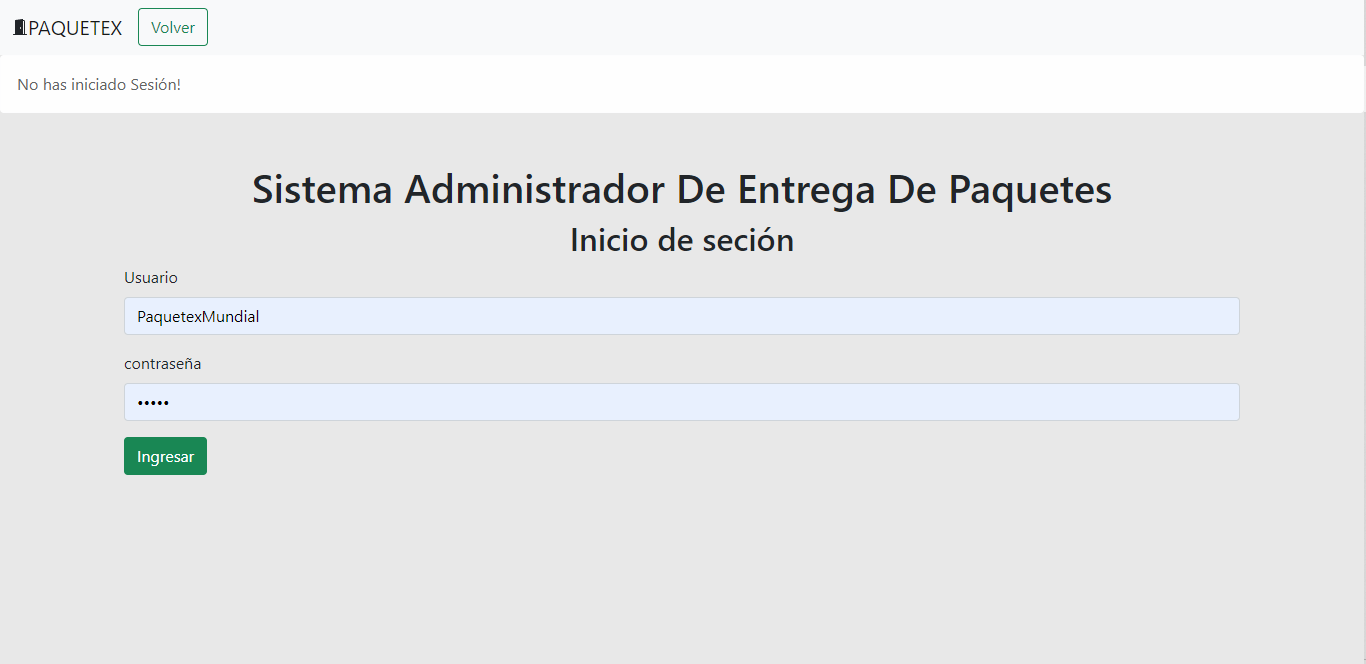 PAQUETEX Volver
No has iniciado Sesión!
Sistema Administrador De Entrega De Paquetes
Inicio de seción
Usuario
PaquetexMundial
contraseña
•••••
Ingresar